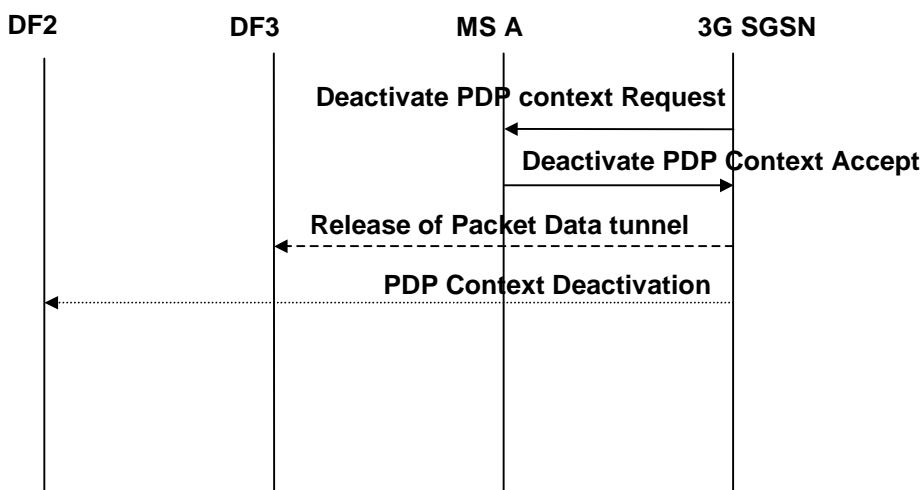 DF2 DF3 MS A 3G SGSN
Deactivate PDP context Request
Deactivate PDP Context Accept
Release of Packet Data tunnel
PDP Context Deactivation